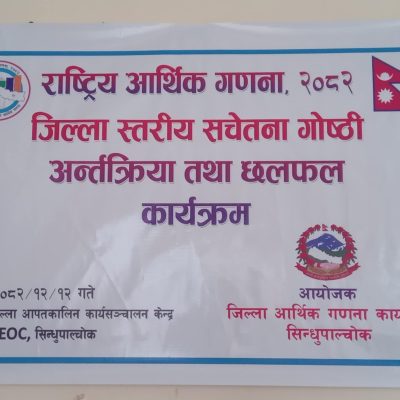 राष्ट्रिय आर्थिक गणना, २०८२
जिल्ला स्तरीय सचेतना गोष्ठी
अर्न्तक्रिया तथा छलफल
कार्यक्रम
०८२/१२/१२ गते
ल्ला आपतकालिन कार्यसञ्चालन केन्द्र
EOC, सिन्धुपाल्चोक
आयोजक
जिल्ला आर्थिक गणना कार्य
सिन्धुपाल्चोक